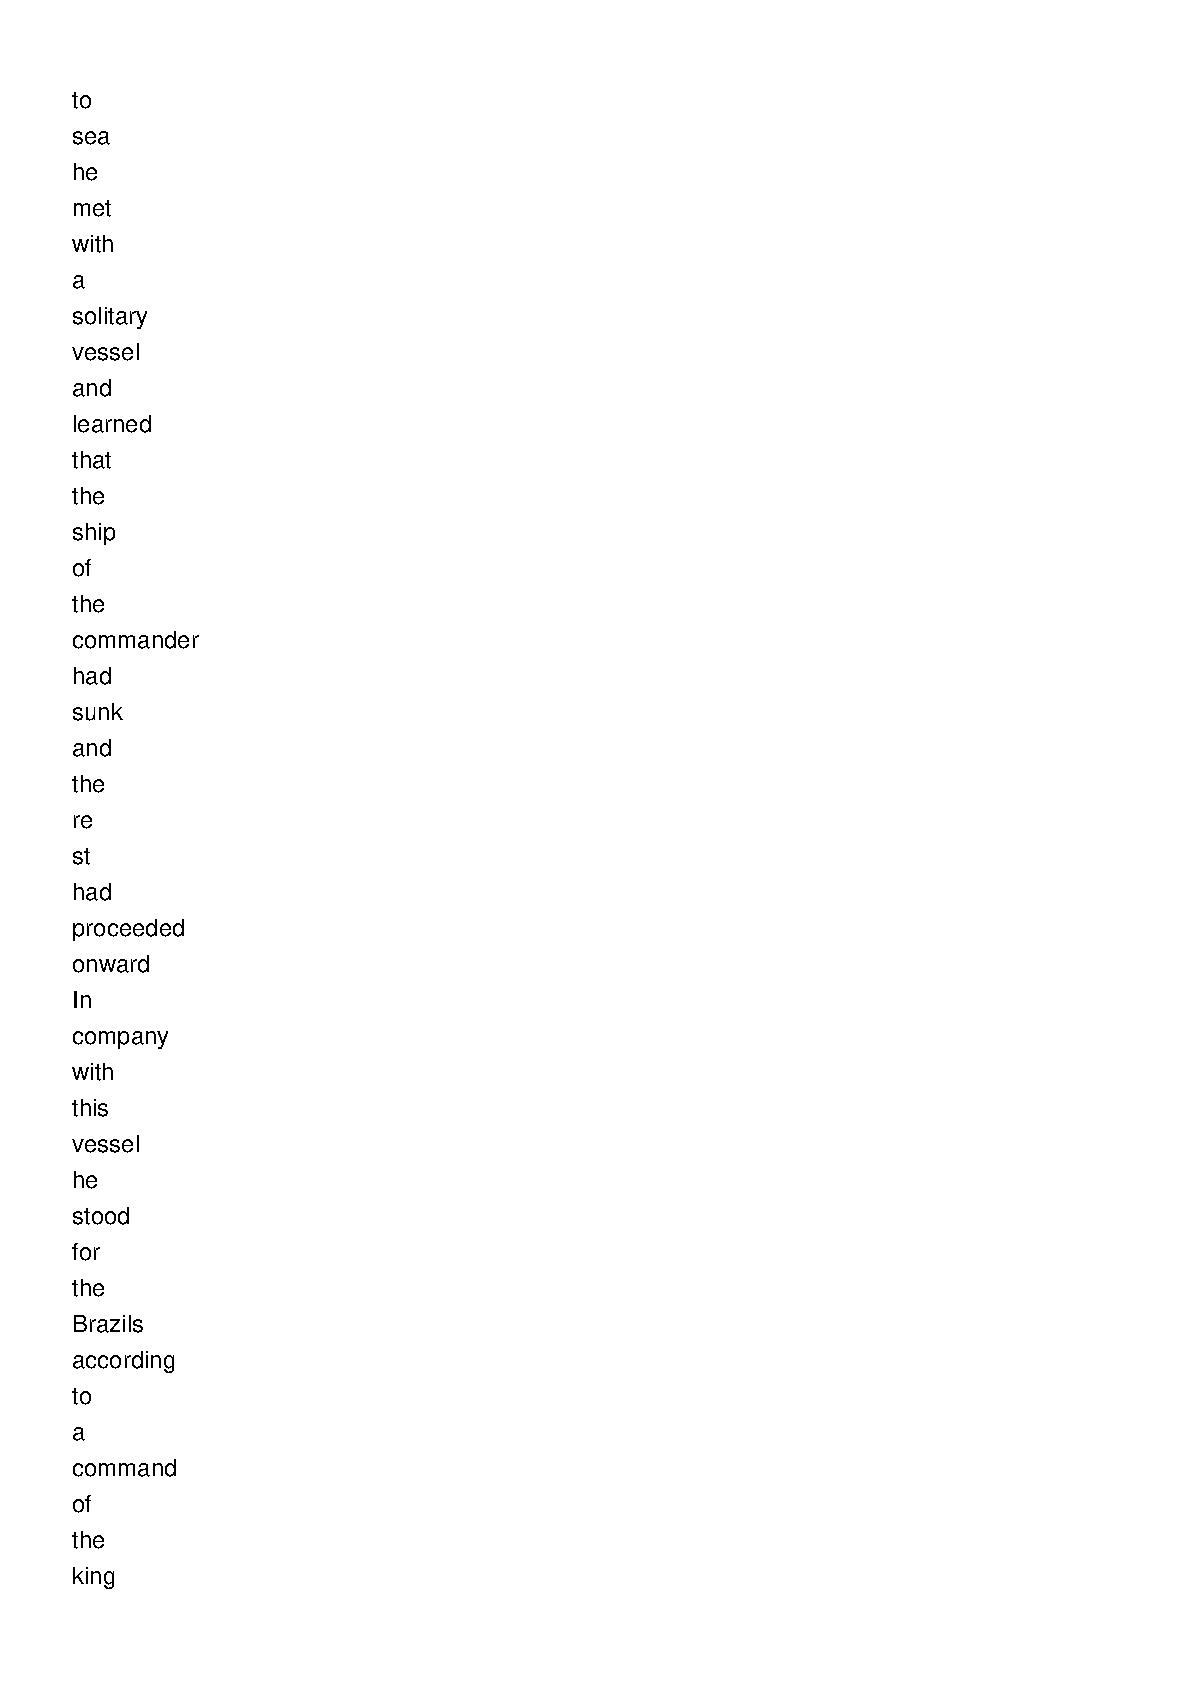 to
sea
he
met
with
a
solitary
vessel
and
learned
that
the
ship
of
the
commander
had
sunk
and
the
re
st
had
proceeded
onward
In
company
with
this
vessel
he
stood
for
the
Brazils
according
to
a
command
of
the
king